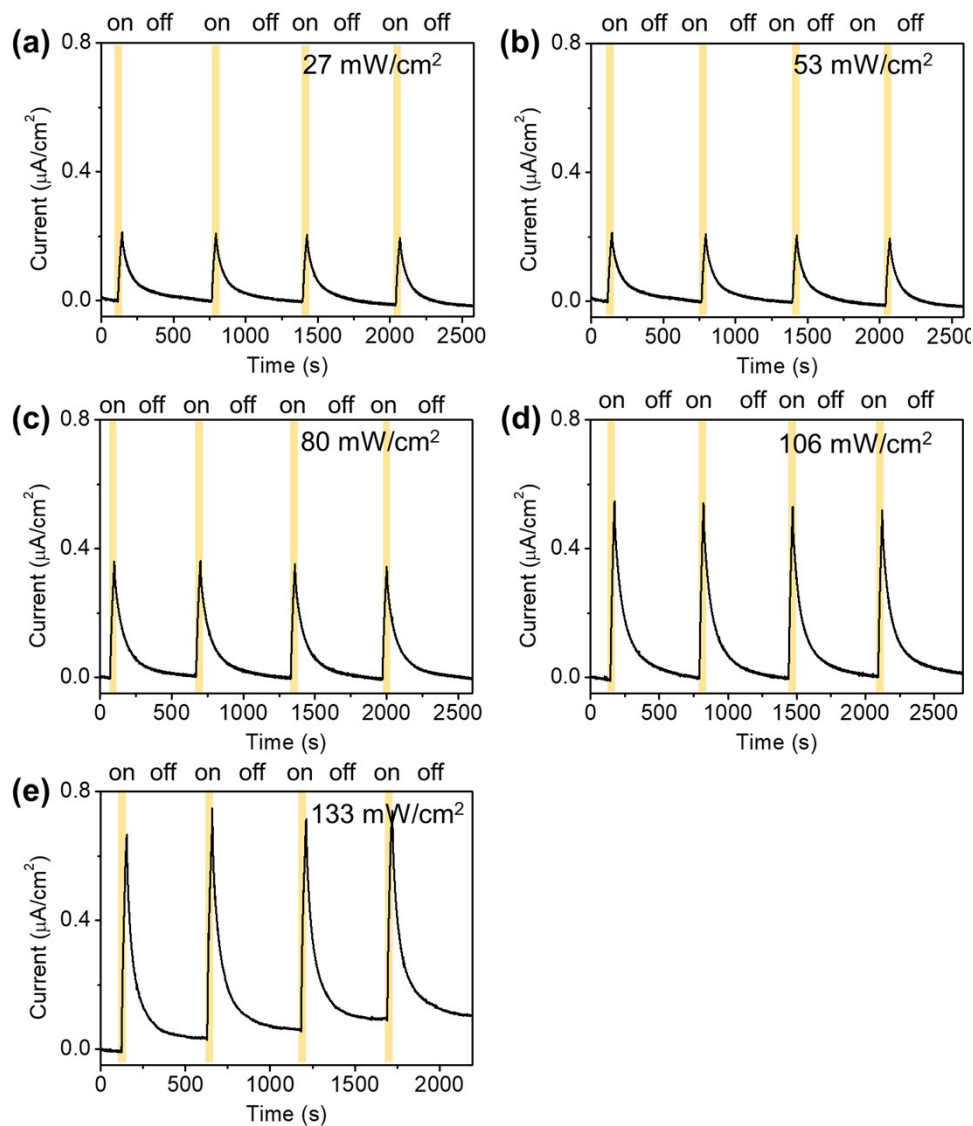 on off on off on off on off
(a)
27 mW/cm²
0.8
0.4
0.0
Current (µA/cm²)
0 500 1000 1500 2000 2500
Time (s)
on off on off on off on off
(b)
53 mW/cm²
0.8
0.4
0.0
Current (µA/cm²)
0 500 1000 1500 2000 2500
Time (s)
on off on off on off on off
(c)
80 mW/cm²
0.8
0.4
0.0
Current (µA/cm²)
0 500 1000 1500 2000 2500
Time (s)
on off on off on off on off
(d)
106 mW/cm²
0.8
0.4
0.0
Current (µA/cm²)
0 500 1000 1500 2000 2500
Time (s)
on off on off on off on off
(e)
133 mW/cm²
0.8
0.4
0.0
Current (µA/cm²)
0 500 1000 1500 2000
Time (s)